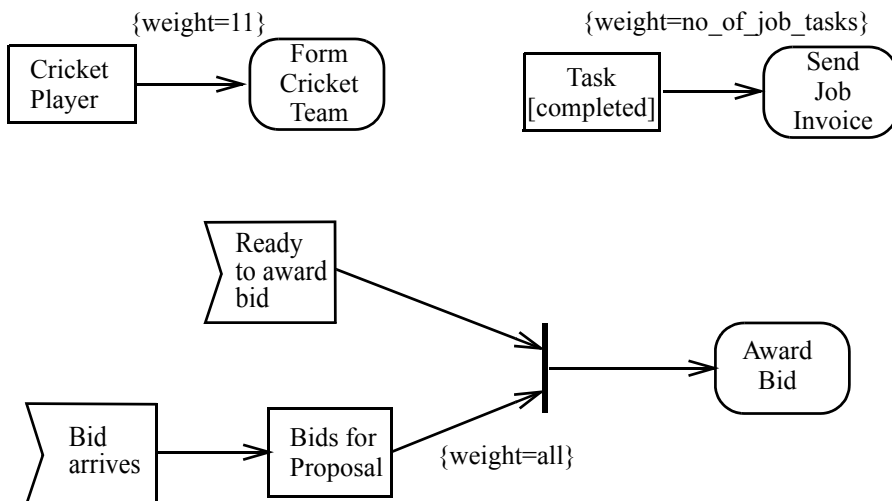 {weight=11}
Cricket
Player
Form
Cricket
Team
{weight=no_of_job_tasks}
Task
[completed]
Send
Job
Invoice
Ready
to award
bid
Award
Bid
Bid
arrives
Bids for
Proposal
{weight=all}